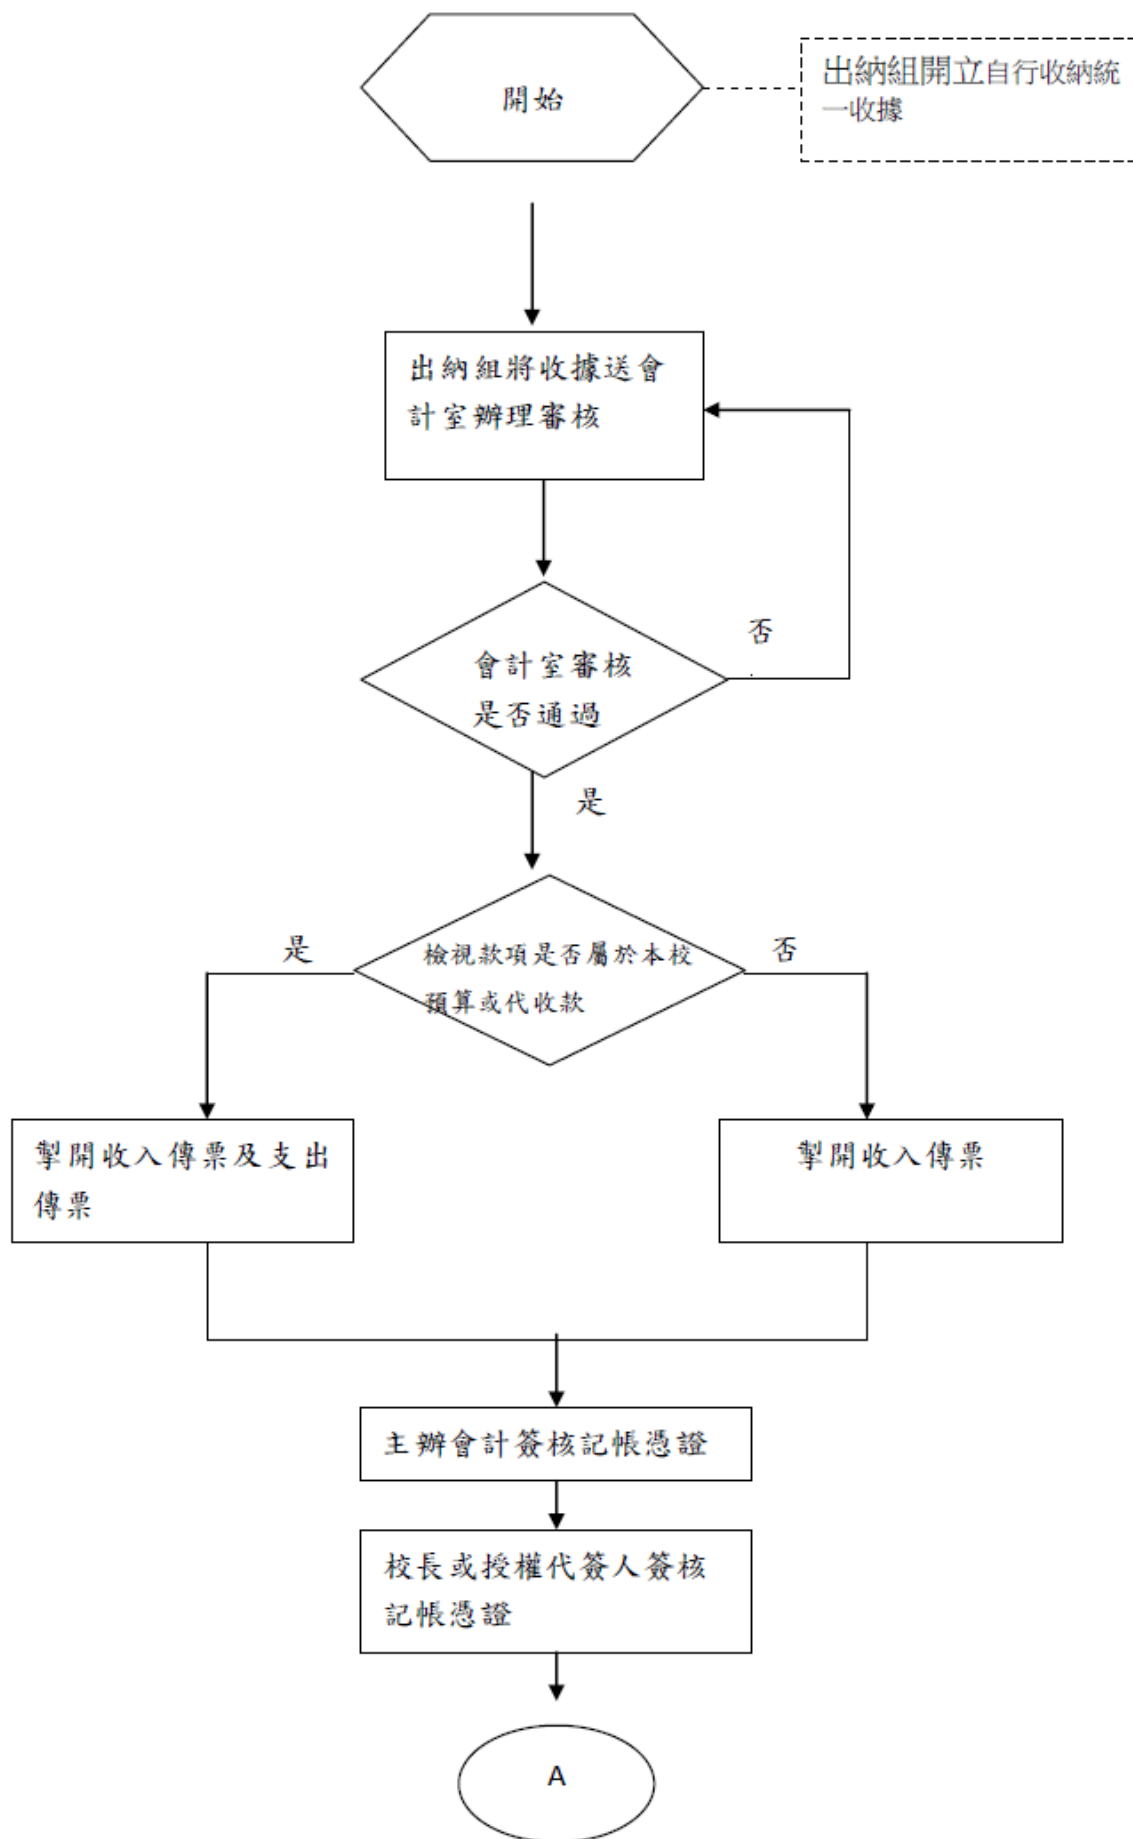 開始
出納組開立自行收納統
一收據
出納組將收據送會
計室辦理審核
會計室審核
是否通過
否
是
檢視款項是否屬於本校
預算或代收款
是
否
掣開收入傳票及支出
傳票
掣開收入傳票
主辦會計簽核記帳憑證
校長或授權代簽人簽核
記帳憑證
A